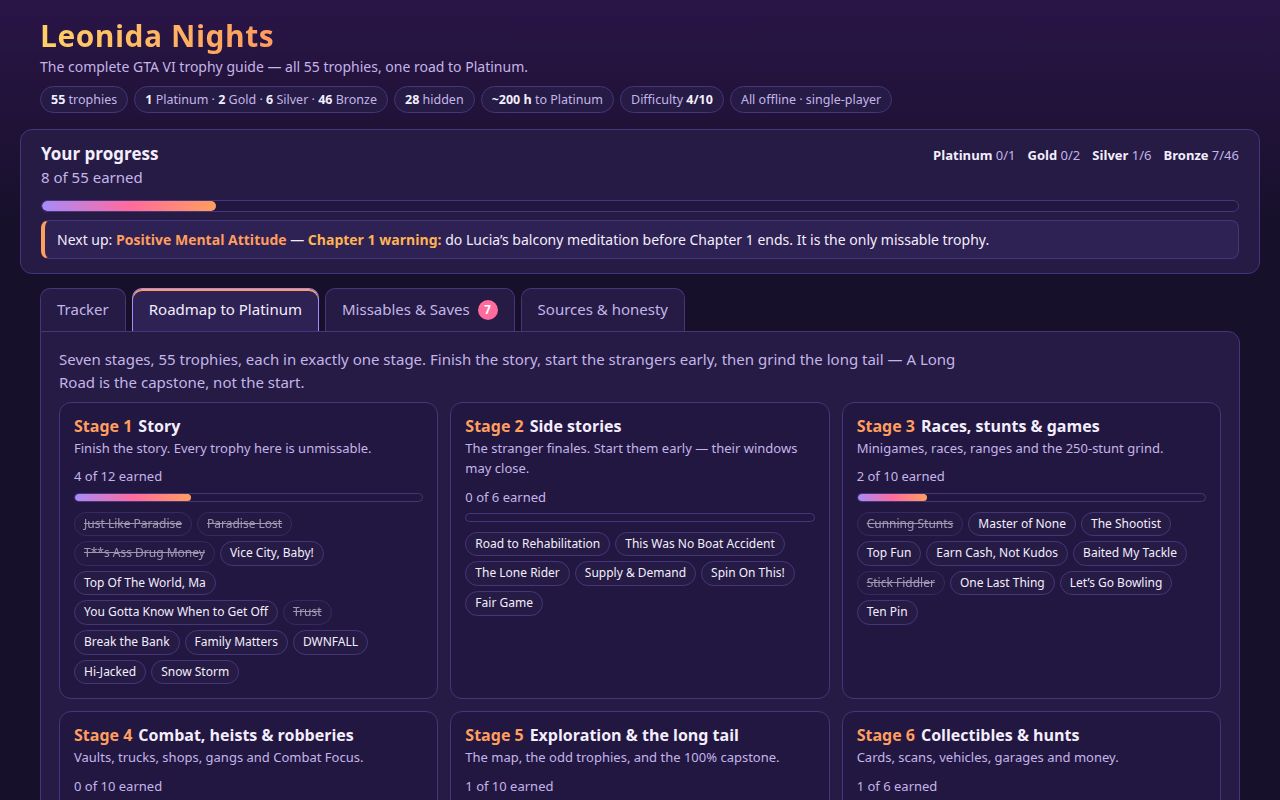 Leonida Nights
The complete GTA VI trophy guide — all 55 trophies, one road to Platinum.
55 trophies
1 Platinum · 2 Gold · 6 Silver · 46 Bronze
28 hidden
~200 h to Platinum
Difficulty 4/10
All offline · single-player
Your progress
Platinum 0/1 Gold 0/2 Silver 1/6 Bronze 7/46
8 of 55 earned
Next up: Positive Mental Attitude — Chapter 1 warning: do Lucia’s balcony meditation before Chapter 1 ends. It is the only missable trophy.
Tracker
Roadmap to Platinum
Missables & Saves 7
Sources & honesty
Seven stages, 55 trophies, each in exactly one stage. Finish the story, start the strangers early, then grind the long tail — A Long
Road is the capstone, not the start.
Stage 1 Story
Finish the story. Every trophy here is unmissable.
4 of 12 earned
Just Like Paradise
Paradise Lost
T**s Ass Drug Money
Vice City, Baby!
Top Of The World, Ma
You Gotta Know When to Get Off
Trust
Break the Bank
Family Matters
DWNFALL
Hi-Jacked
Snow Storm
Stage 2 Side stories
The stranger finales. Start them early — their windows
may close.
0 of 6 earned
Road to Rehabilitation
This Was No Boat Accident
The Lone Rider
Supply & Demand
Spin On This!
Fair Game
Stage 3 Races, stunts & games
Minigames, races, ranges and the 250-stunt grind.
2 of 10 earned
Cunning Stunts
Master of None
The Shootist
Top Fun
Earn Cash, Not Kudos
Baited My Tackle
Stick Fiddler
One Last Thing
Let’s Go Bowling
Ten Pin
Stage 4 Combat, heists & robberies
Vaults, trucks, shops, gangs and Combat Focus.
0 of 10 earned
Stage 5 Exploration & the long tail
The map, the odd trophies, and the 100% capstone.
1 of 10 earned
Stage 6 Collectibles & hunts
Cards, scans, vehicles, garages and money.
1 of 6 earned